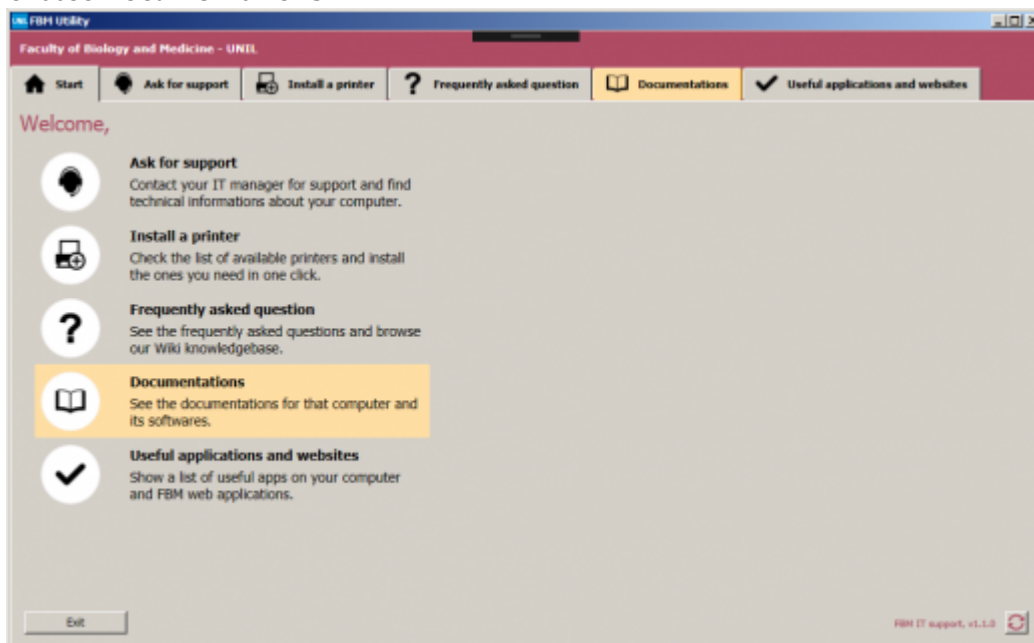 UNIL FBM Utility
Faculty of Biology and Medicine - UNIL
Start Ask for support Install a printer Frequently asked question Documentations Useful applications and websites
Welcome,
Ask for support
Contact your IT manager for support and find
technical informations about your computer.
Install a printer
Check the list of available printers and install
the ones you need in one click.
Frequently asked question
See the frequently asked questions and browse
our Wiki knowledgebase.
Documentations
See the documentations for that computer and
its softwares.
Useful applications and websites
Show a list of useful apps on your computer
and FBM web applications.
Exit
FBM IT support, v1.1.0